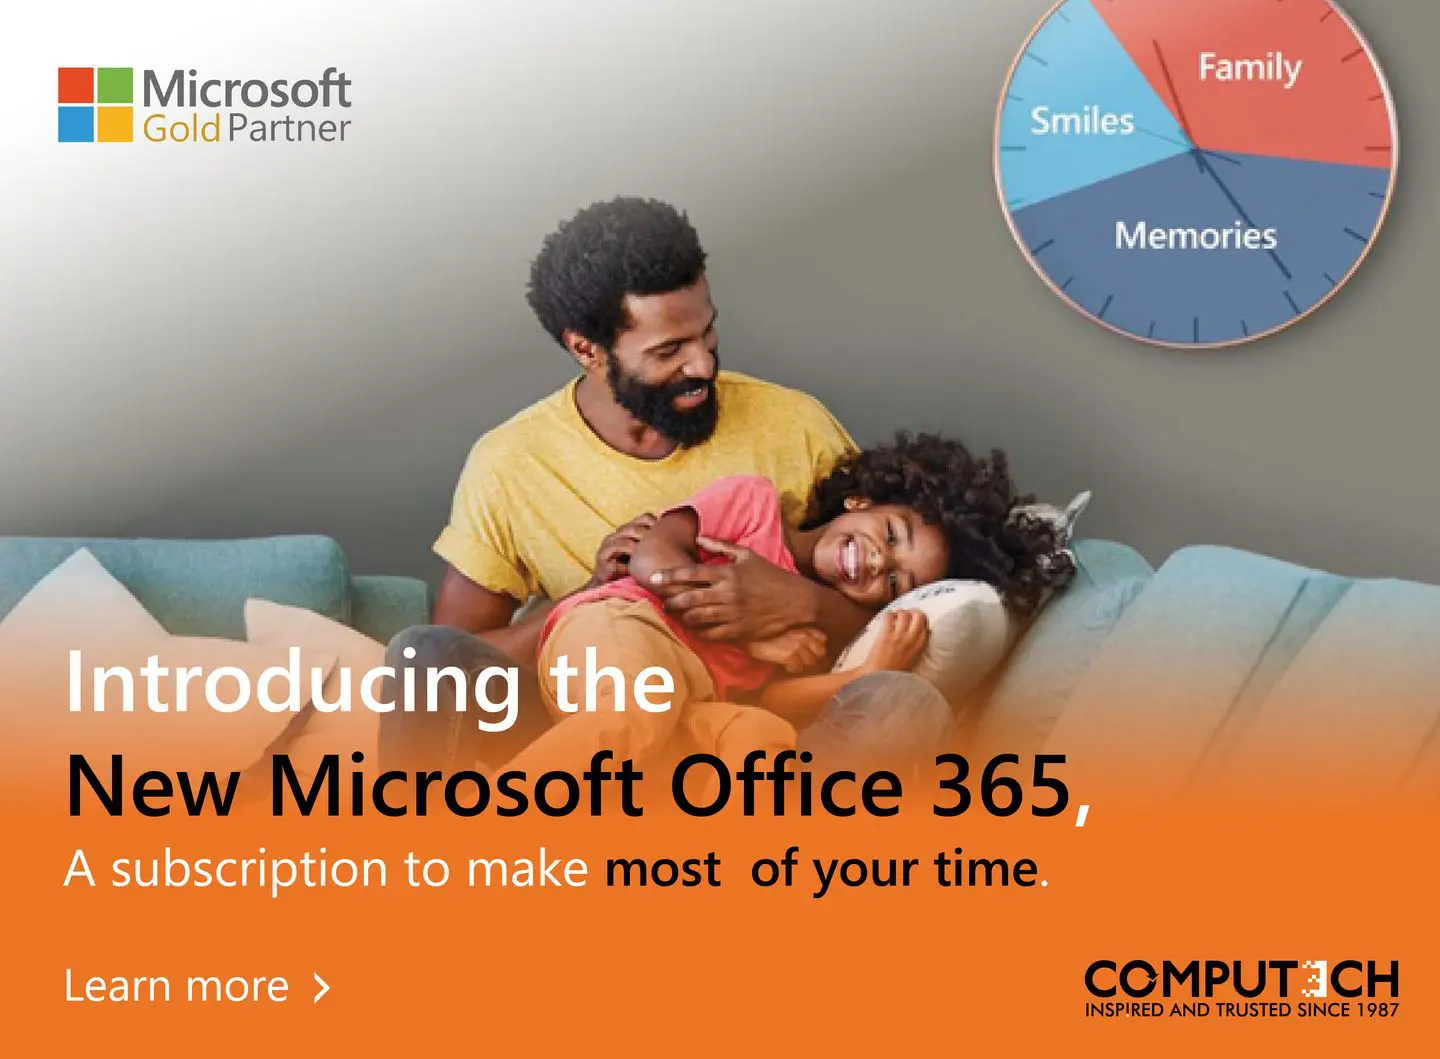 Microsoft
Gold Partner
Family
Smiles
Memories
Introducing the
New Microsoft Office 365,
A subscription to make most of your time.
Learn more
COMPUTECH
INSPIRED AND TRUSTED SINCE 1987